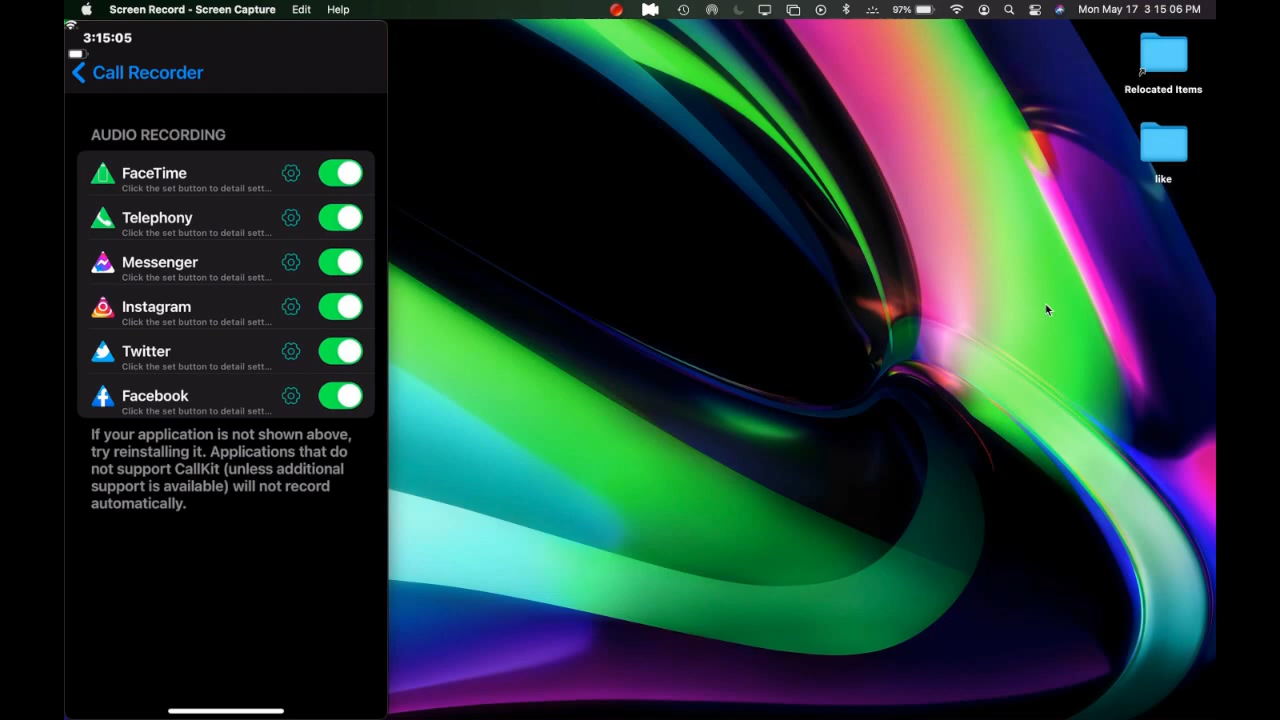 Screen Record - Screen Capture Edit Help 97% Mon May 17 3 15 06 PM
3:15:05
Call Recorder
AUDIO RECORDING
FaceTime
Click the set button to detail sett...
Telephony
Click the set button to detail sett...
Messenger
Click the set button to detail sett...
Instagram
Click the set button to detail sett...
Twitter
Click the set button to detail sett...
Facebook
Click the set button to detail sett...
If your application is not shown above,
try reinstalling it. Applications that do
not support CallKit (unless additional
support is available) will not record
automatically.
Relocated Items
like